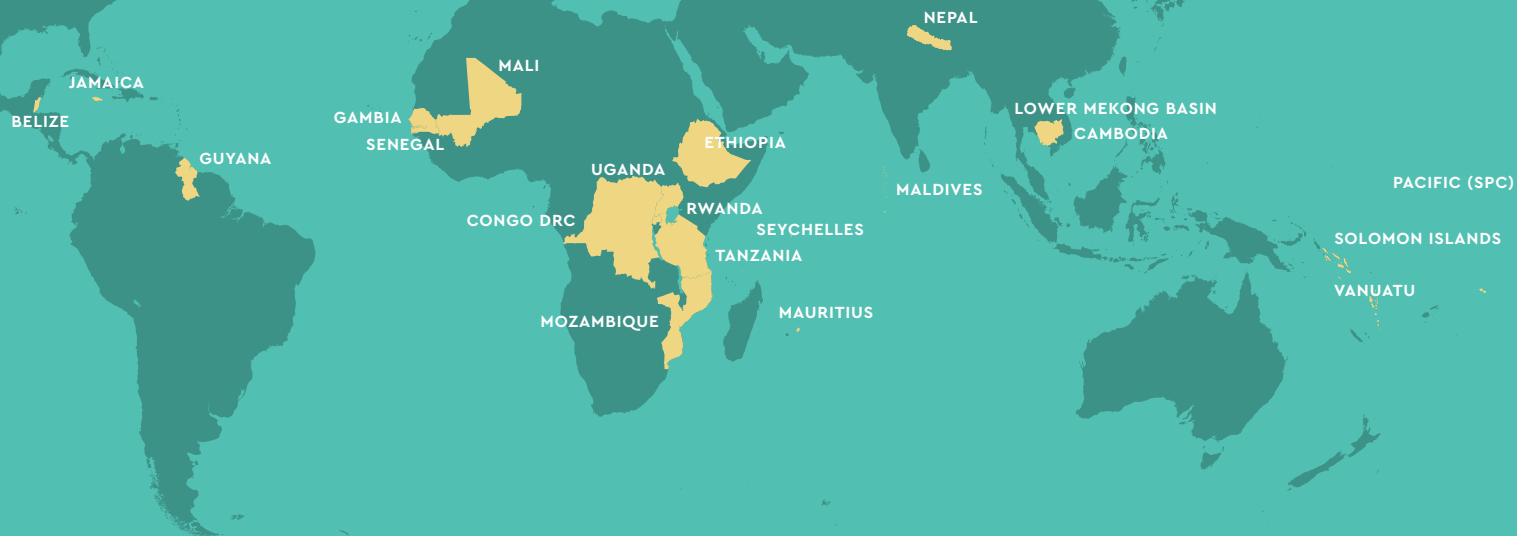 NEPAL
MALI
JAMAICA
LOWER MEKONG BASIN
GAMBIA
BELIZE
CAMBODIA
SENEGAL
ETHIOPIA
GUYANA
UGANDA
PACIFIC (SPC)
MALDIVES
RWANDA
CONGO DRC
SEYCHELLES
SOLOMON ISLANDS
TANZANIA
VANUATU
MAURITIUS
MOZAMBIQUE